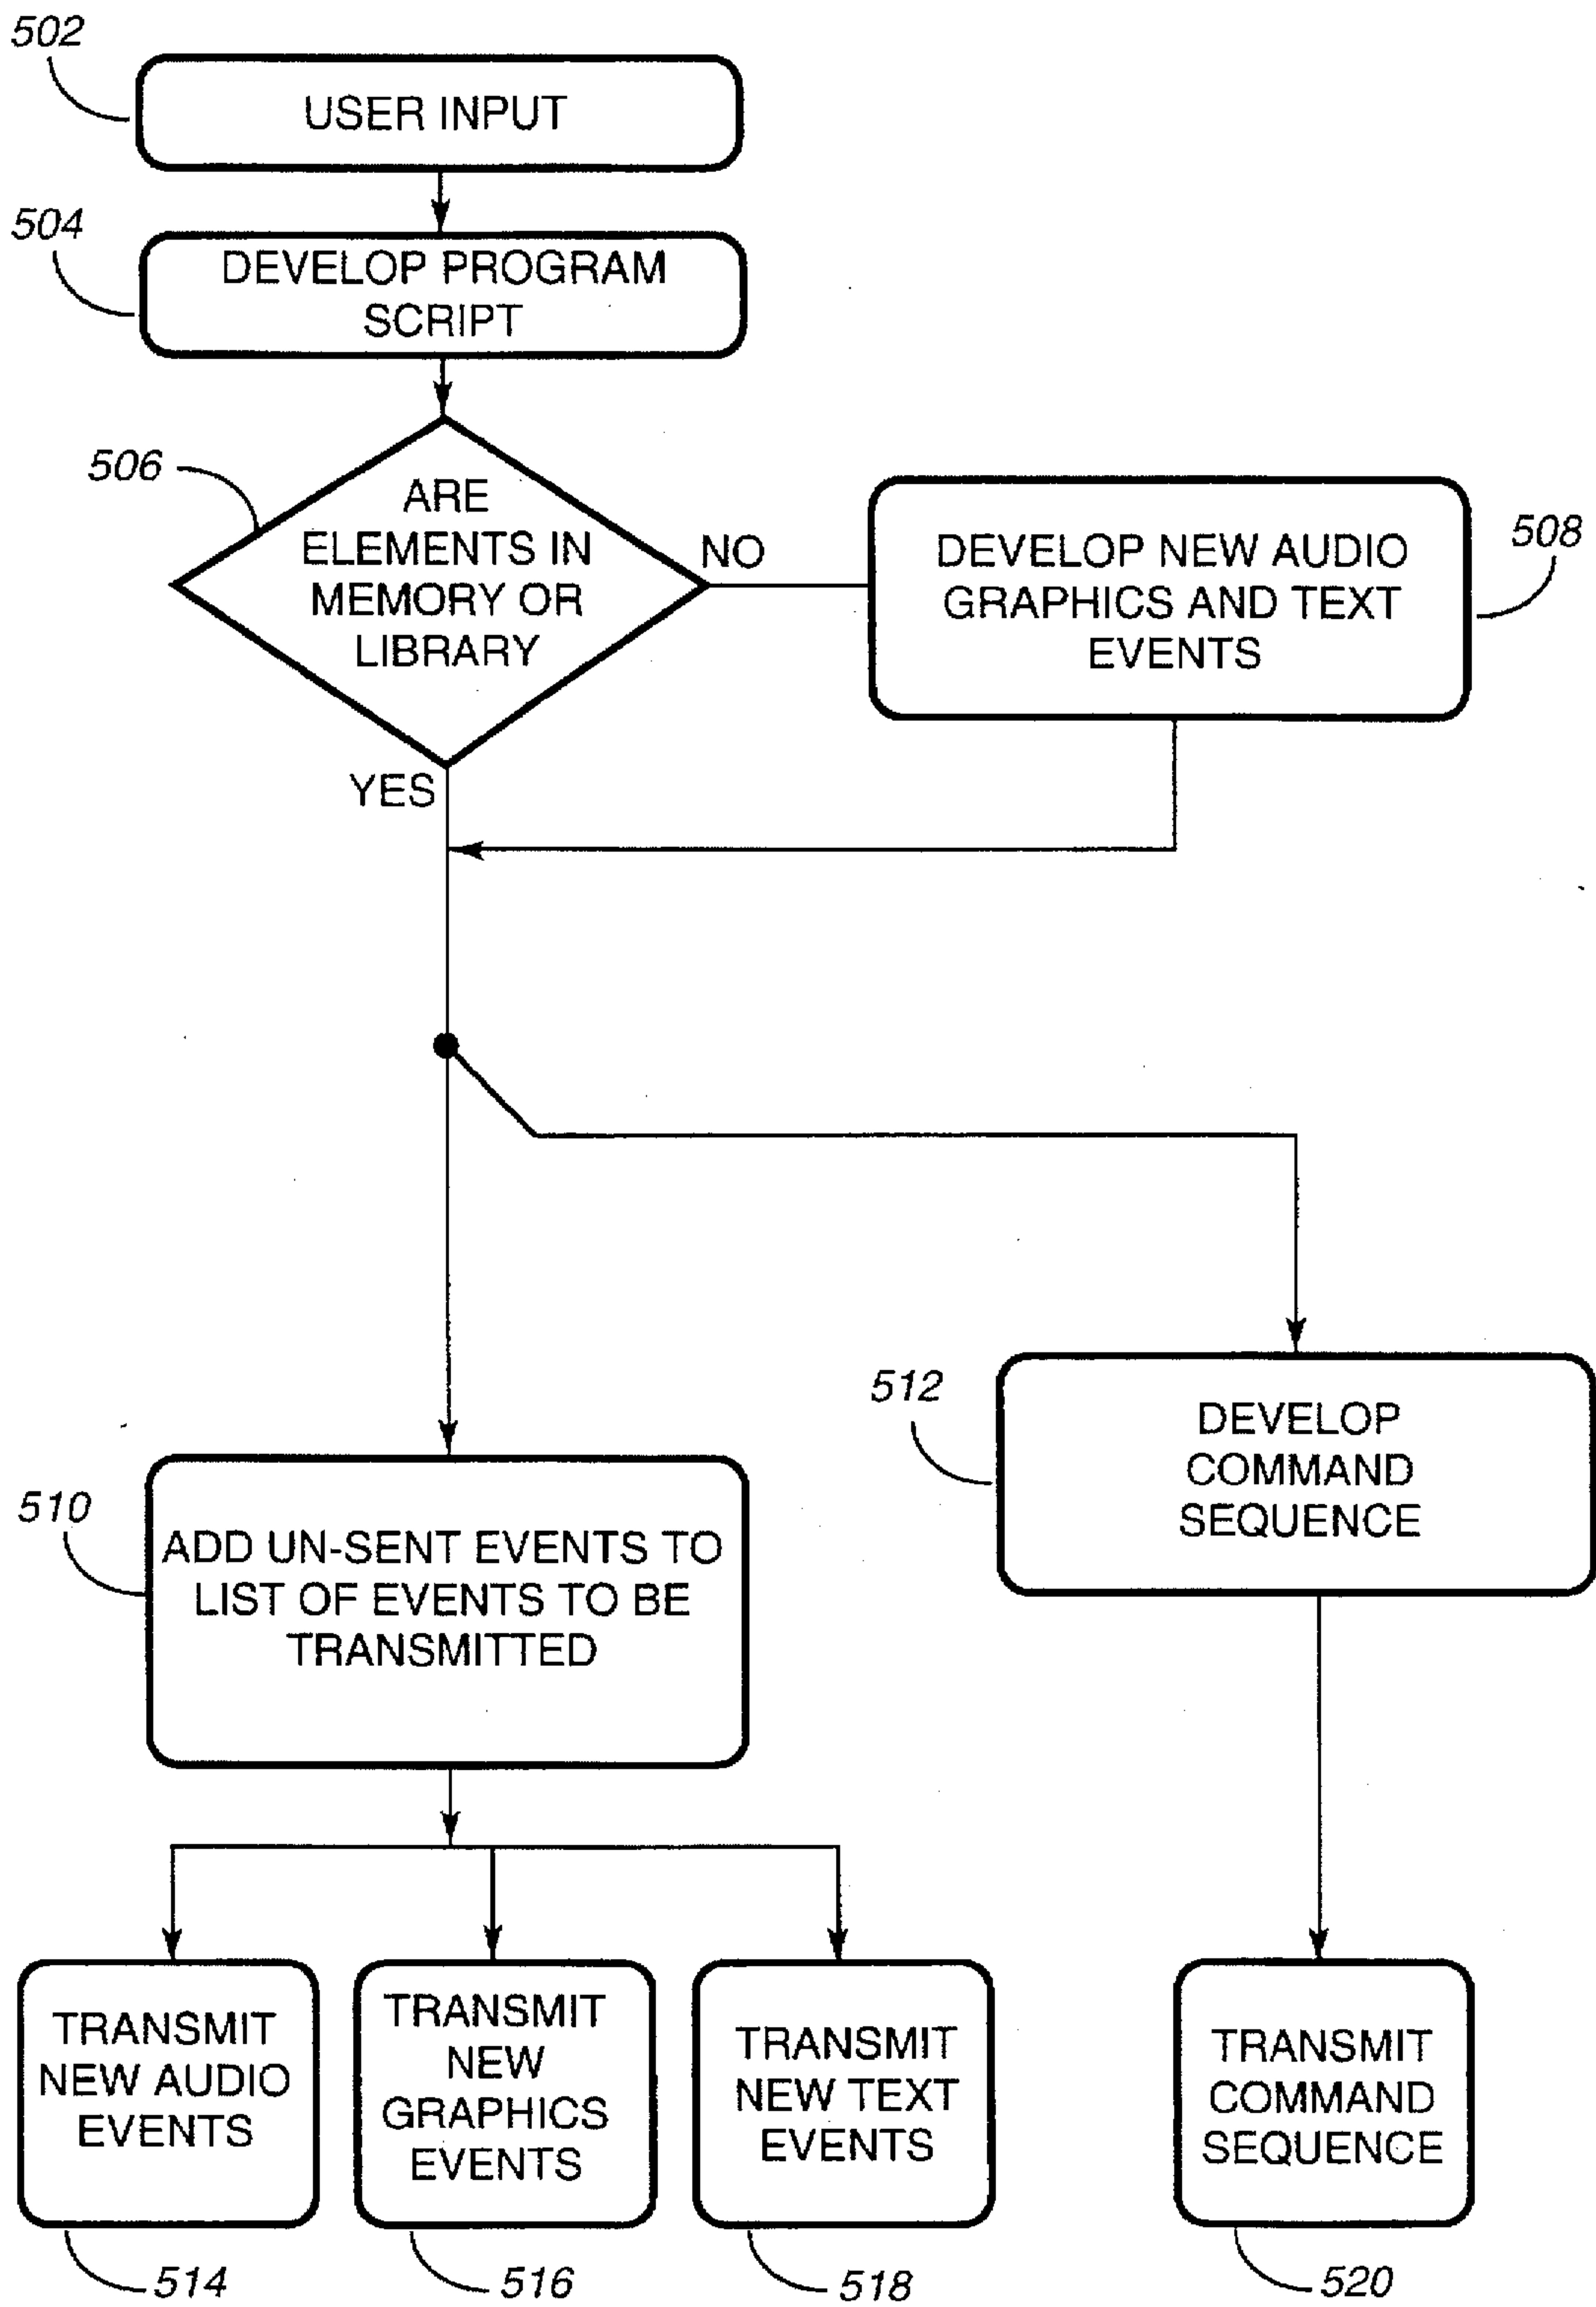 502
USER INPUT
504
DEVELOP PROGRAM
SCRIPT
506
ARE
ELEMENTS IN
MEMORY OR
LIBRARY
NO
YES
DEVELOP NEW AUDIO
GRAPHICS AND TEXT
EVENTS
508
512
DEVELOP
COMMAND
SEQUENCE
510
ADD UN-SENT EVENTS TO
LIST OF EVENTS TO BE
TRANSMITTED
TRANSMIT
NEW AUDIO
EVENTS
514
TRANSMIT
NEW
GRAPHICS
EVENTS
516
TRANSMIT
NEW TEXT
EVENTS
518
TRANSMIT
COMMAND
SEQUENCE
520